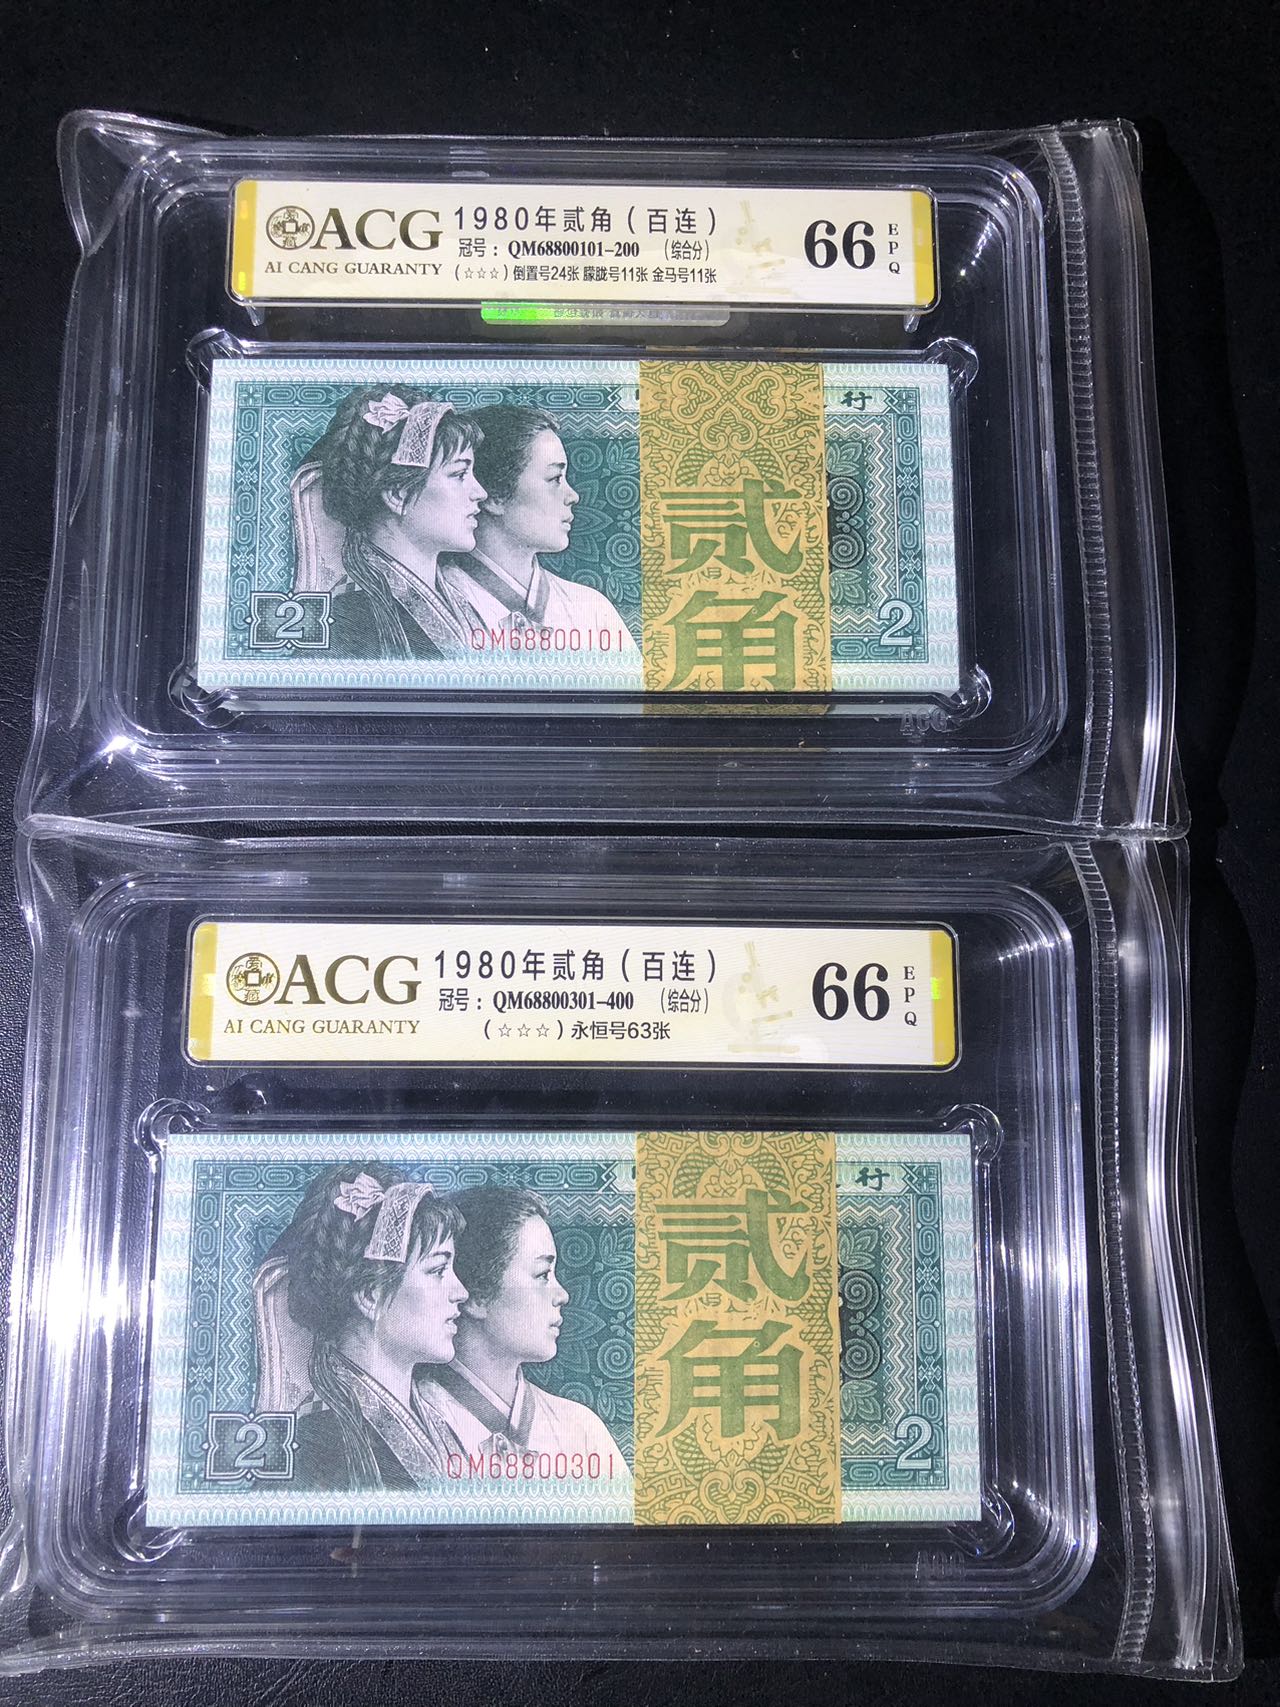 ACG
AI CANG GUARANTY
1980年贰角（百连）
冠号：QM68800101-200 （综合分）
（☆☆☆）倒置号24张 朦胧号11张 金马号11张
66
EPQ
行
贰角
2
QM68800101
2
ACG
ACG
AI CANG GUARANTY
1980年贰角（百连）
冠号：QM68800301-400 （综合分）
（☆☆☆）永恒号63张
66
EPQ
行
贰角
2
QM68800301
2